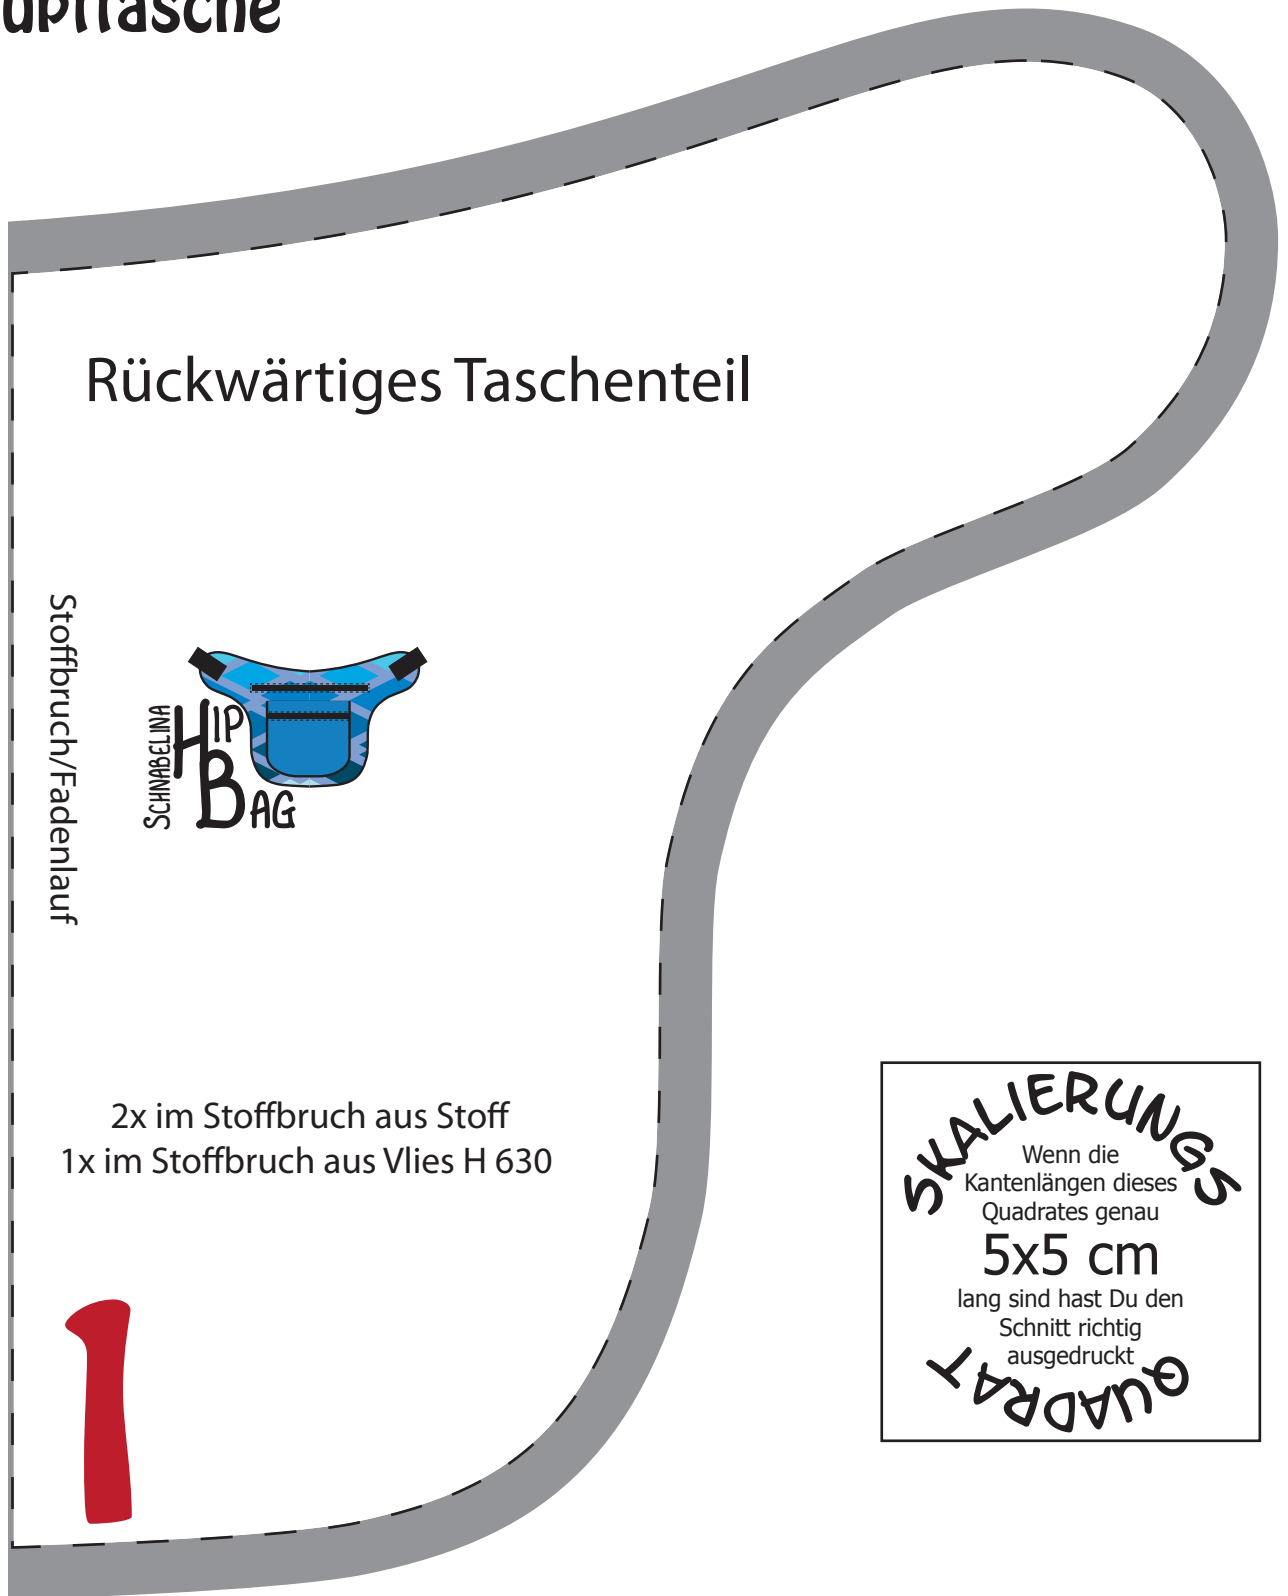 Rückwärtiges Taschenteil
Stoffbruch/Fadenlauf
SCHNABELINA
HIP
BAG
2x im Stoffbruch aus Stoff
1x im Stoffbruch aus Vlies H 630
1
SKALIERUNGS
Wenn die
Kantenlängen dieses
Quadrates genau
5x5 cm
lang sind hast Du den
Schnitt richtig
ausgedruckt
QUADRAT